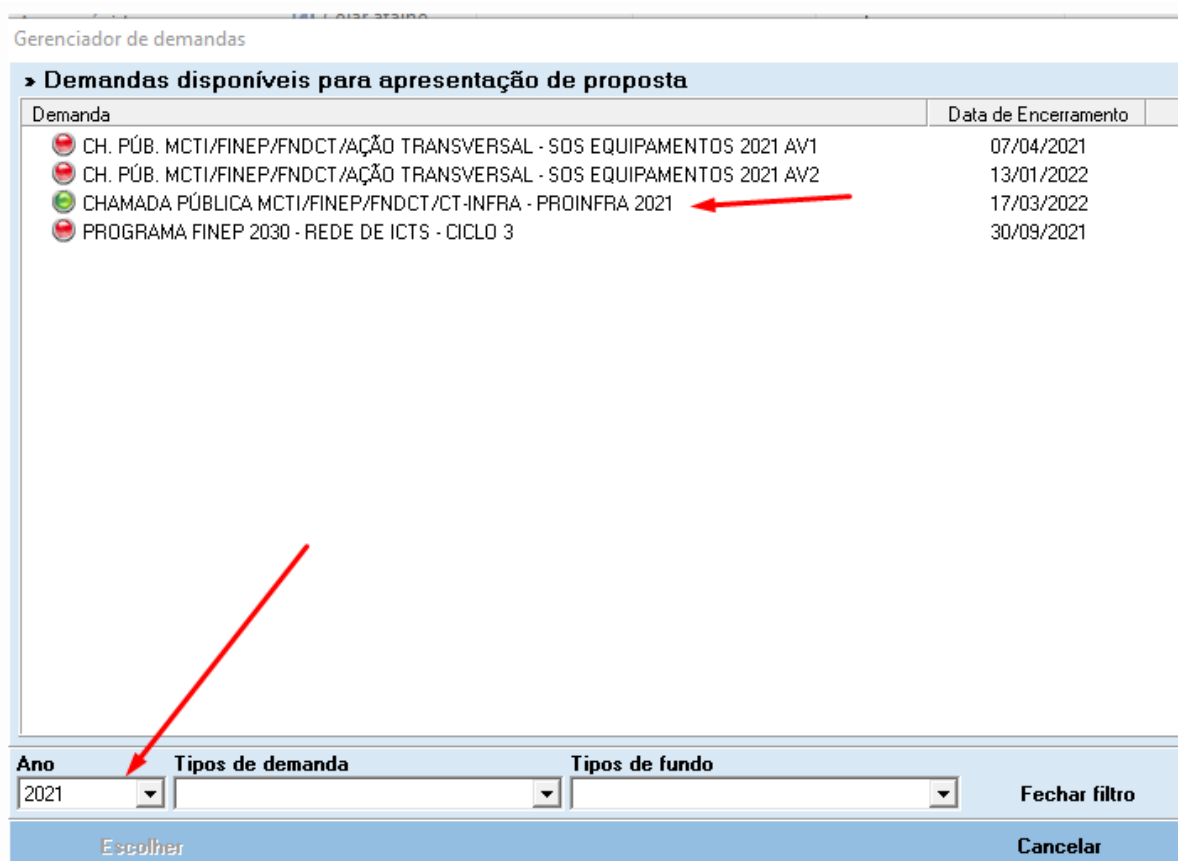 Gerenciador de demandas
» Demandas disponíveis para apresentação de proposta
Demanda Data de Encerramento
CH. PÚB. MCTI/FINEP/FNDCT/AÇÃO TRANSVERSAL - SOS EQUIPAMENTOS 2021 AV1 07/04/2021
CH. PÚB. MCTI/FINEP/FNDCT/AÇÃO TRANSVERSAL - SOS EQUIPAMENTOS 2021 AV2 13/01/2022
CHAMADA PÚBLICA MCTI/FINEP/FNDCT/CT-INFRA - PROINFRA 2021 17/03/2022
PROGRAMA FINEP 2030 - REDE DE ICTS - CICLO 3 30/09/2021
Ano Tipos de demanda Tipos de fundo
2021 Fechar filtro
Escolher Cancelar